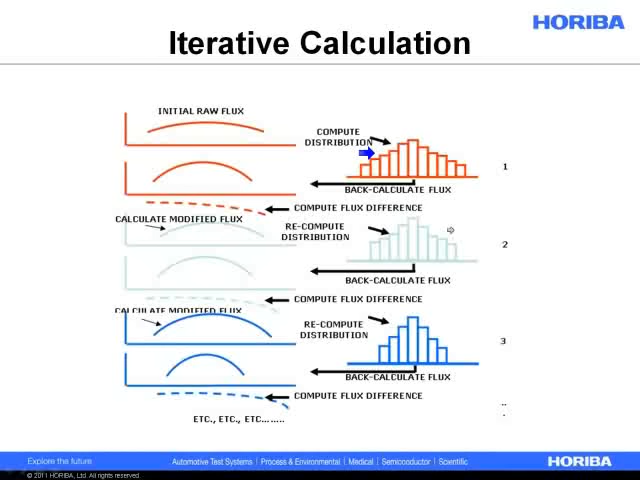 HORIBA
Iterative Calculation
INITIAL RAW FLUX
COMPUTE
DISTRIBUTION
1
BACK-CALCULATE FLUX
COMPUTE FLUX DIFFERENCE
CALCULATE MODIFIED FLUX
RE-COMPUTE
DISTRIBUTION
2
BACK-CALCULATE FLUX
COMPUTE FLUX DIFFERENCE
CALCULATE MODIFIED FLUX
RE-COMPUTE
DISTRIBUTION
3
BACK-CALCULATE FLUX
COMPUTE FLUX DIFFERENCE
..
.
ETC., ETC., ETC.......
Explore the future
Automotive Test Systems | Process & Environmental | Medical | Semiconductor | Scientific
HORIBA
© 2011 HORIBA, Ltd. All rights reserved.